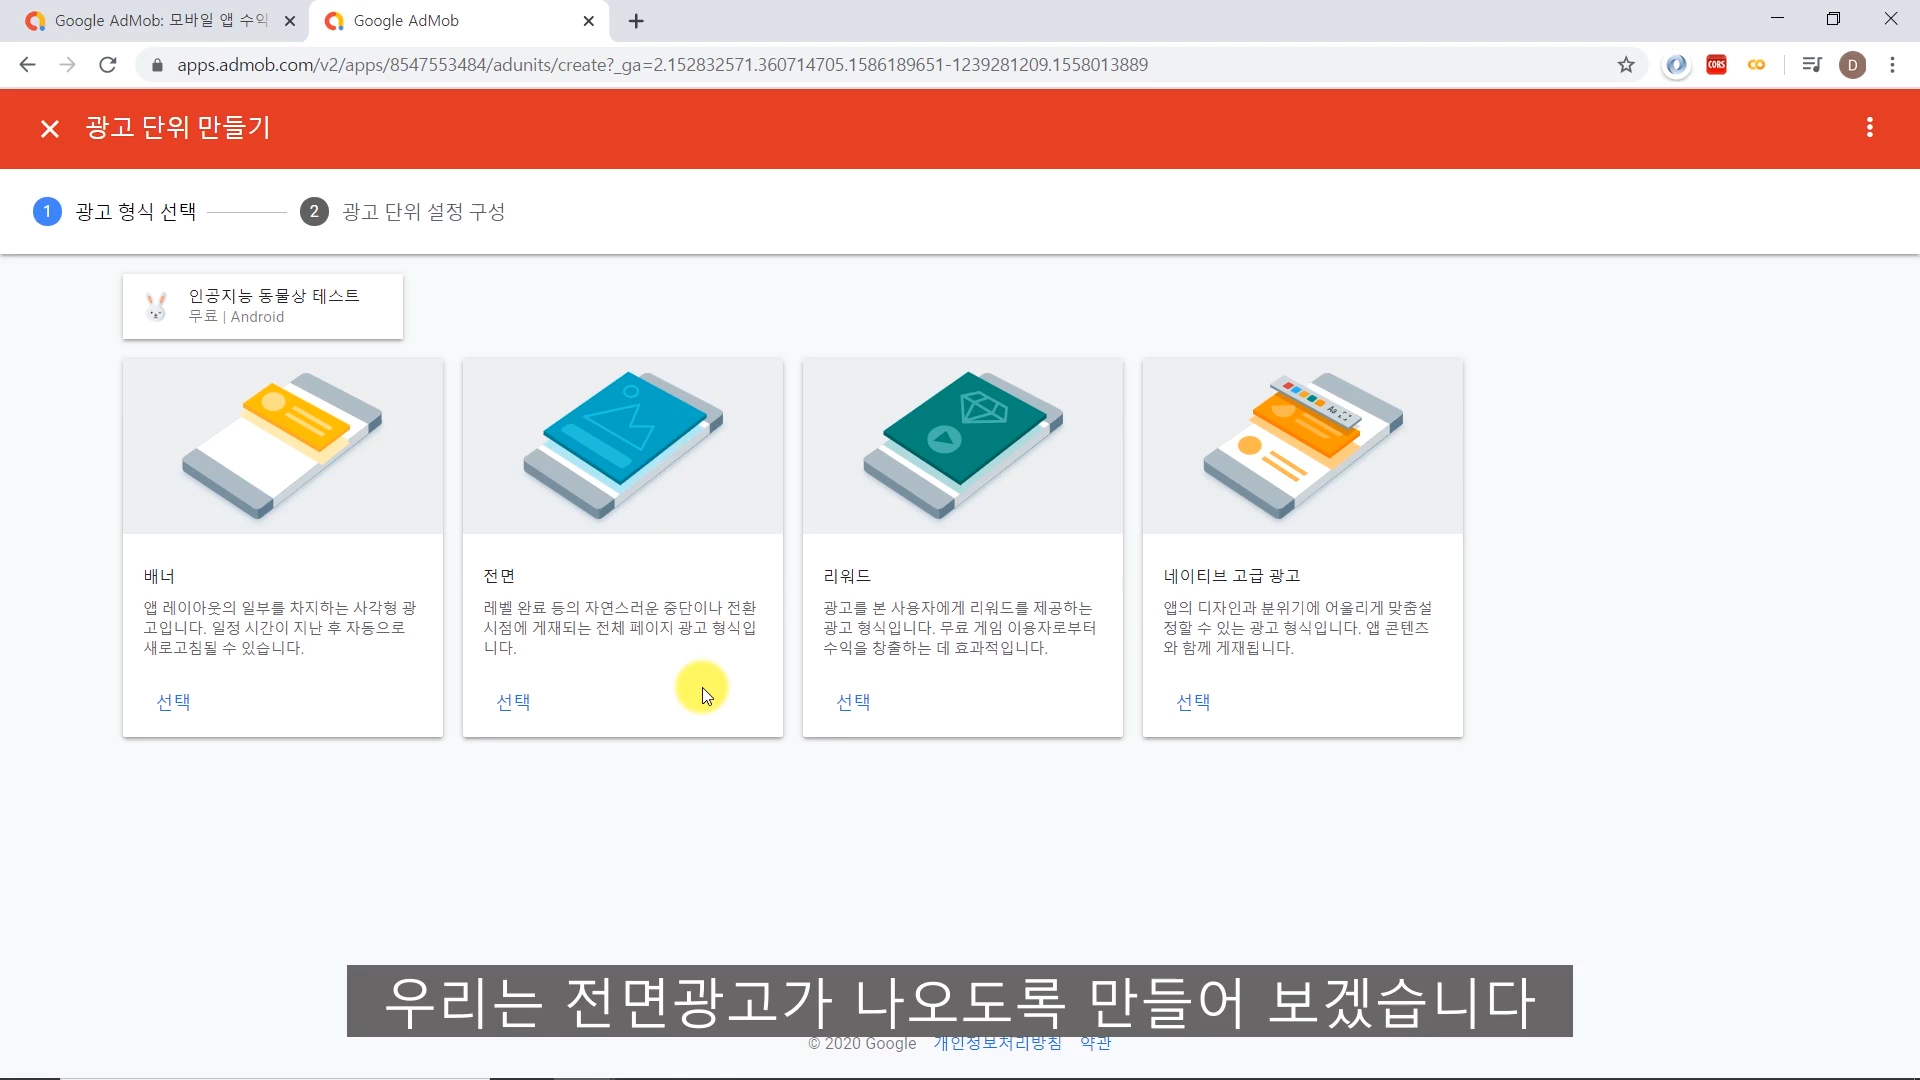 Google AdMob: 모바일 앱 수익
Google AdMob
apps.admob.com/v2/apps/8547553484/adunits/create?_ga=2.152832571.360714705.1586189651-1239281209.1558013889
CORS
D
광고 단위 만들기
1 광고 형식 선택
2 광고 단위 설정 구성
인공지능 동물상 테스트
무료 | Android
배너
앱 레이아웃의 일부를 차지하는 사각형 광
고입니다. 일정 시간이 지난 후 자동으로
새로고침될 수 있습니다.
선택
전면
레벨 완료 등의 자연스러운 중단이나 전환
시점에 게재되는 전체 페이지 광고 형식입
니다.
선택
리워드
광고를 본 사용자에게 리워드를 제공하는
광고 형식입니다. 무료 게임 이용자로부터
수익을 창출하는 데 효과적입니다.
선택
Aa
네이티브 고급 광고
앱의 디자인과 분위기에 어울리게 맞춤설
정할 수 있는 광고 형식입니다. 앱 콘텐츠
와 함께 게재됩니다.
선택
우리는 전면광고가 나오도록 만들어 보겠습니다
© 2020 Google 개인정보처리방침 약관